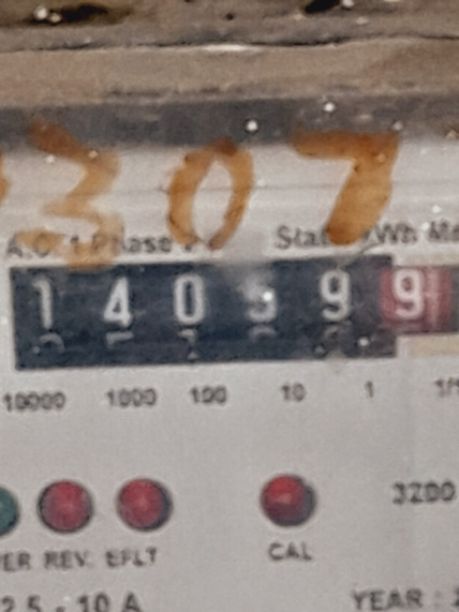 307
A.C. 1 Phase Wh
1 4 0 9 9
10000 1000 100 10 1
3200
REV. EFLT CAL
2.5 - 10 A YEAR :